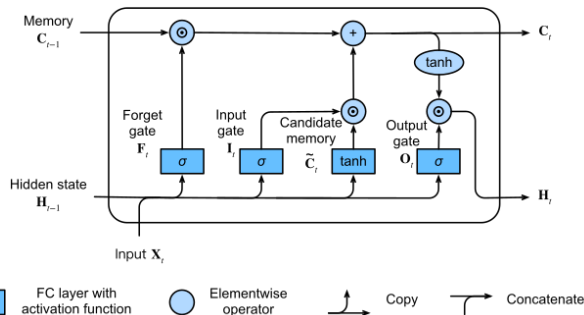 Memory
C_{t−1}
C_t
tanh
Forget
gate
F_t
Input
gate
I_t
Candidate
memory
C̃_t
Output
gate
O_t
σ
σ
tanh
σ
Hidden state
H_{t−1}
H_t
Input X_t
FC layer with
activation function
Elementwise
operator
Copy
Concatenate